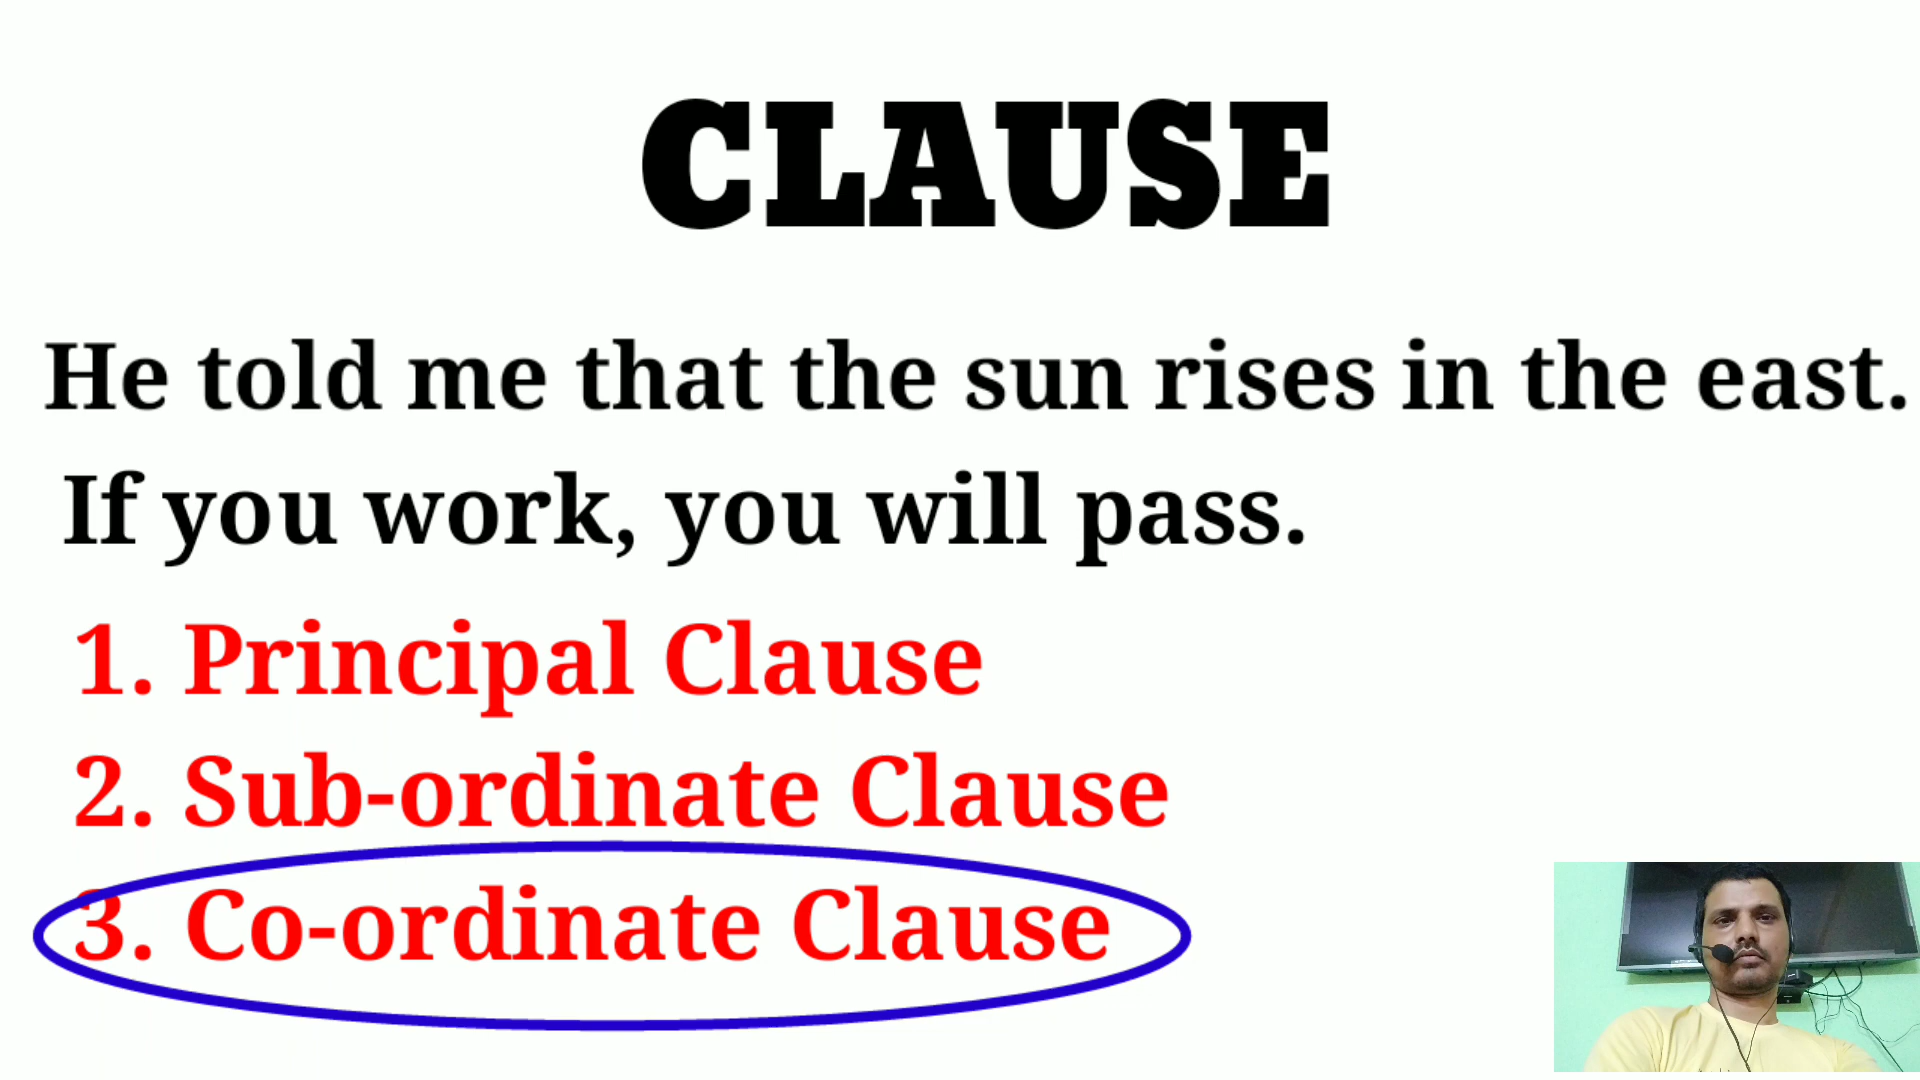 CLAUSE
He told me that the sun rises in the east.
If you work, you will pass.
1. Principal Clause
2. Sub-ordinate Clause
3. Co-ordinate Clause